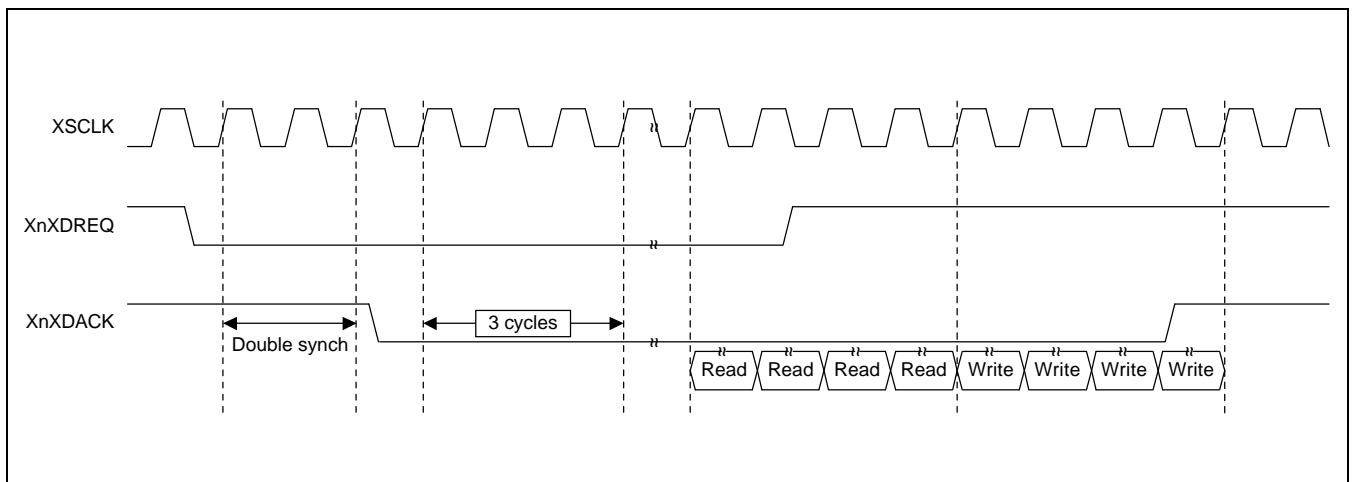 XSCLK
XnXDREQ
XnXDACK
3 cycles
Double synch
Read Read Read Read Write Write Write Write